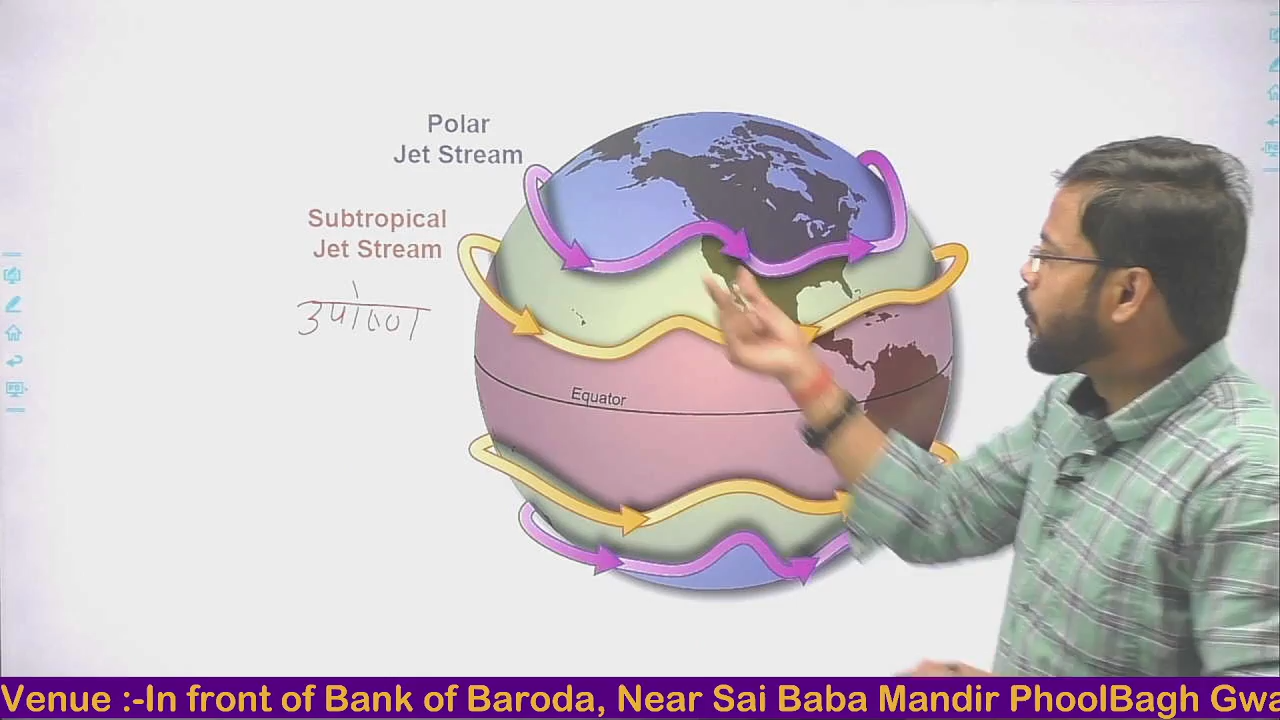 Polar
Jet Stream
Subtropical
Jet Stream
उपोष्ण
Equator
Venue :-In front of Bank of Baroda, Near Sai Baba Mandir PhoolBagh Gwa